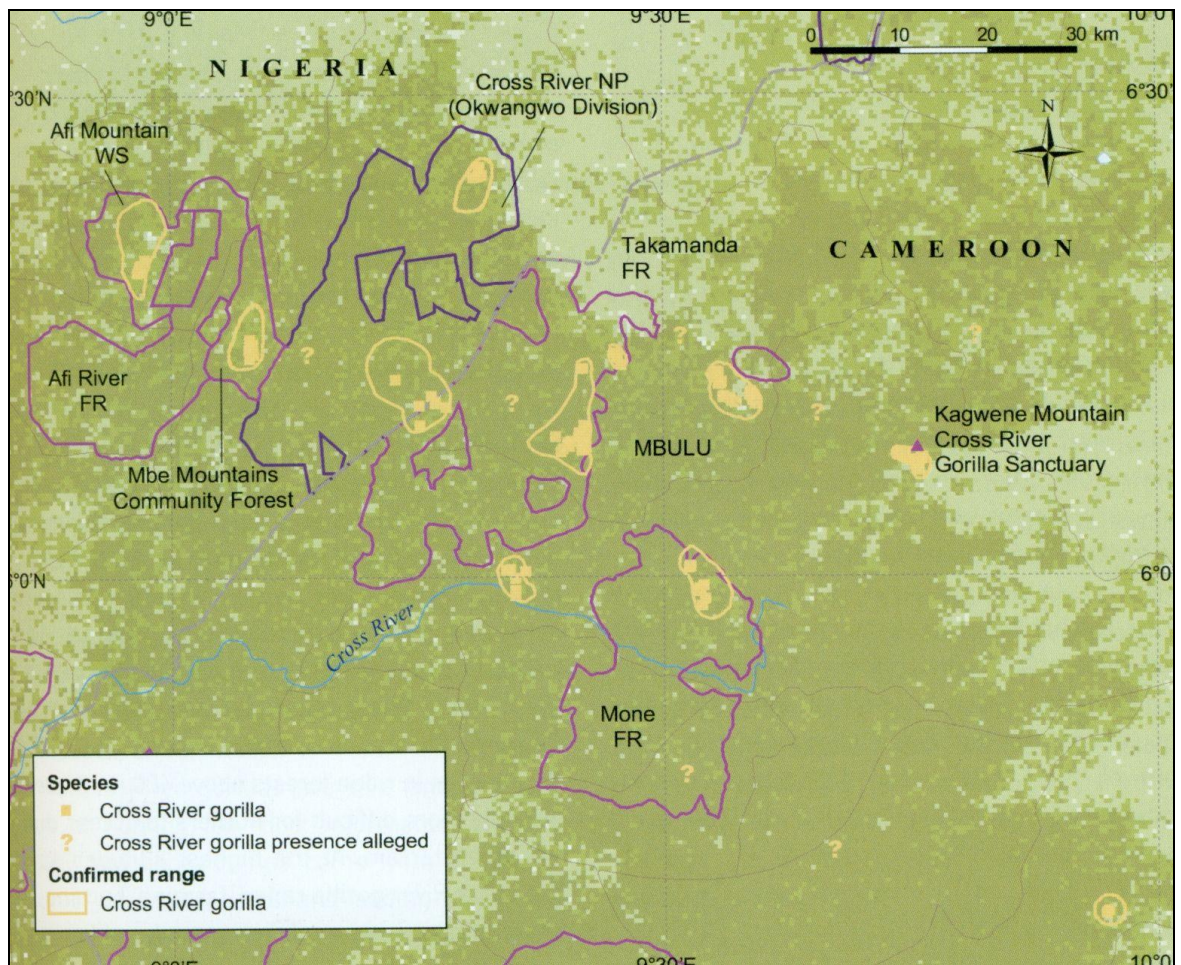 9°0'E
9°30'E
10°0'
0 10 20 30 km
NIGERIA
Cross River NP
(Okwangwo Division)
30'N
6°30'
Afi Mountain
WS
N
Takamanda
FR
CAMEROON
?
?
?
Afi River
FR
?
?
Kagwene Mountain
Cross River
Gorilla Sanctuary
MBULU
Mbe Mountains
Community Forest
°0'N
6°0
Cross River
Mone
FR
?
?
Species
Cross River gorilla
? Cross River gorilla presence alleged
Confirmed range
Cross River gorilla
9°30'E